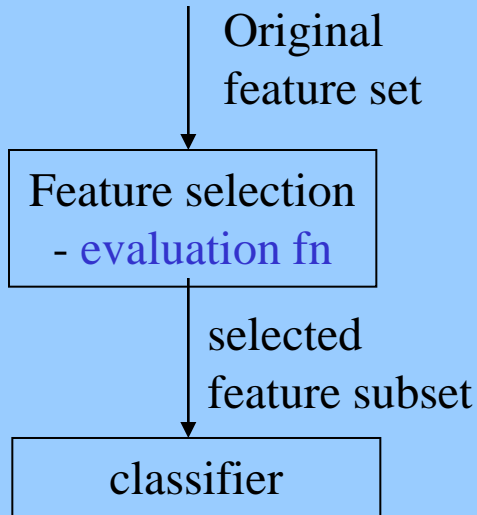 Original
feature set
Feature selection
- evaluation fn
selected
feature subset
classifier